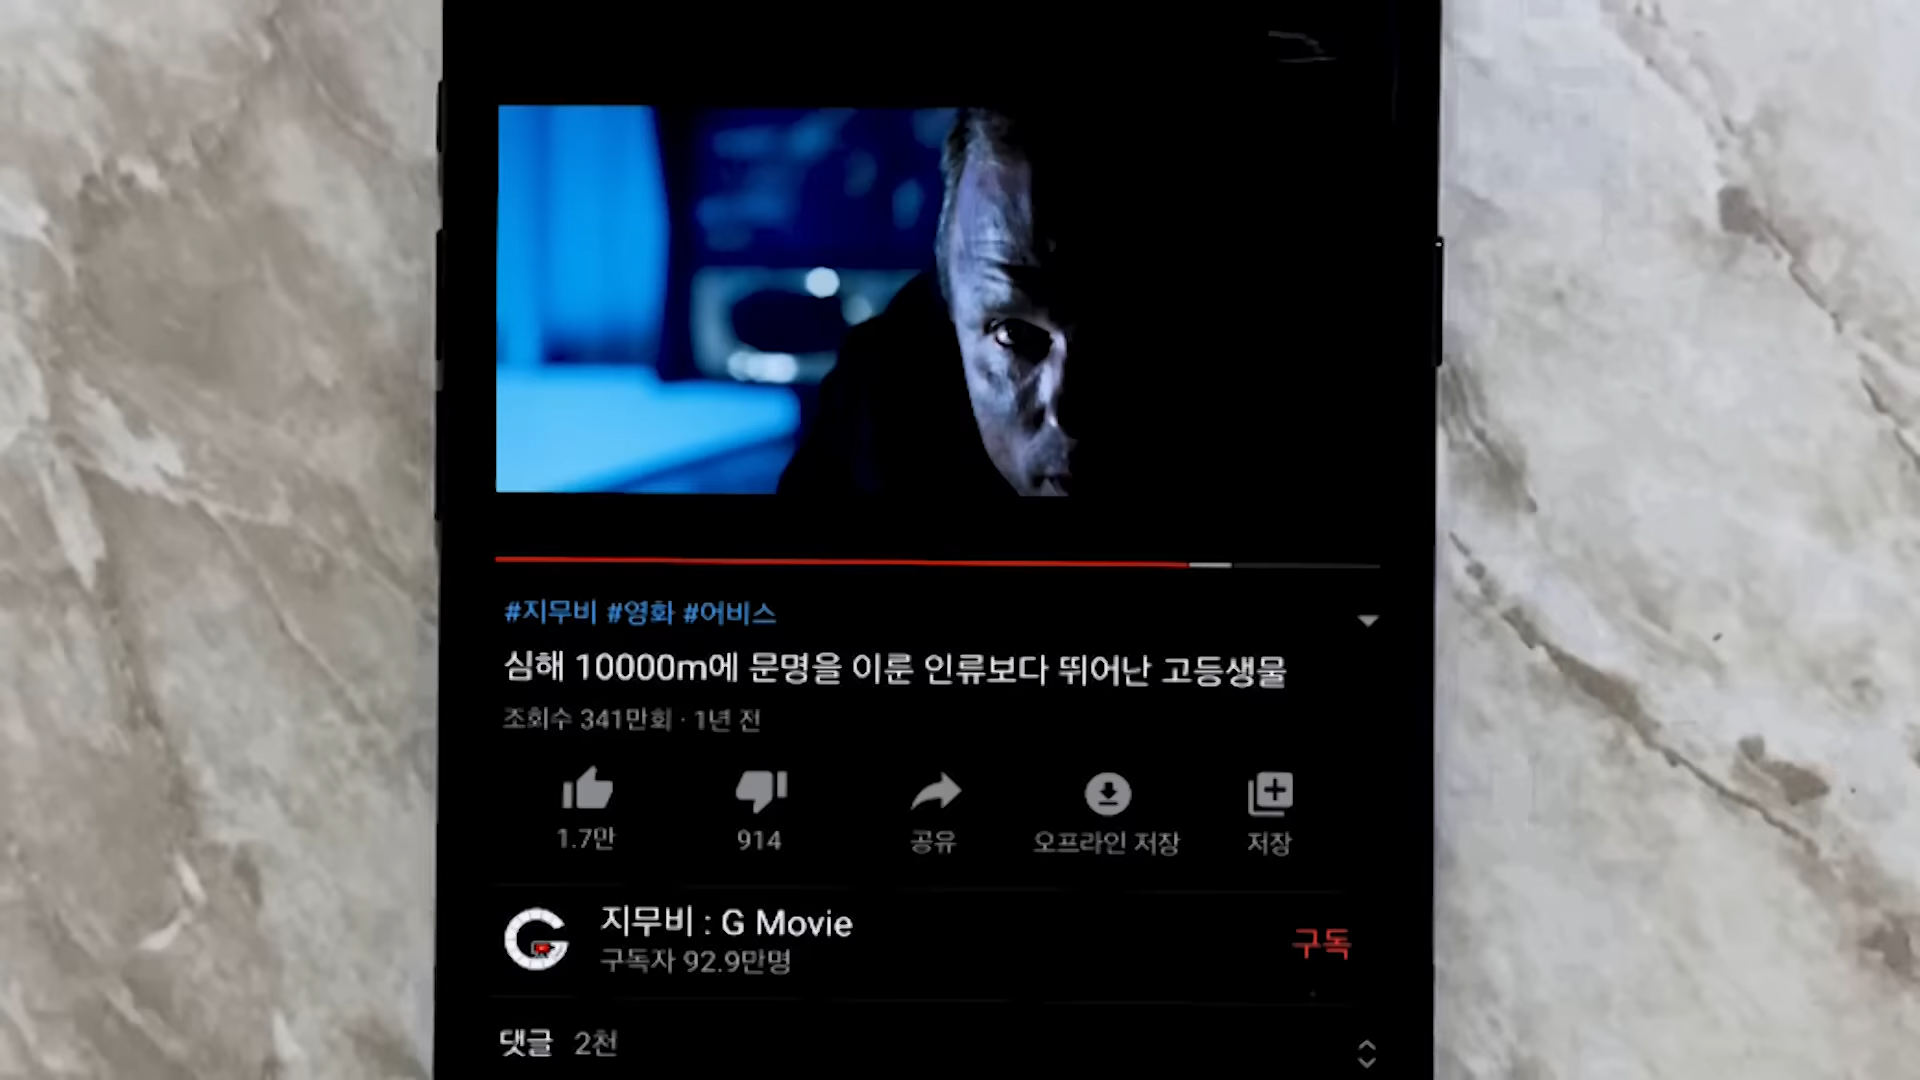 #지무비 #영화 #어비스
심해 10000m에 문명을 이룬 인류보다 뛰어난 고등생물
조회수 341만회 · 1년 전
1.7만 914 공유 오프라인 저장 저장
지무비 : G Movie
구독자 92.9만명
구독
댓글 2천